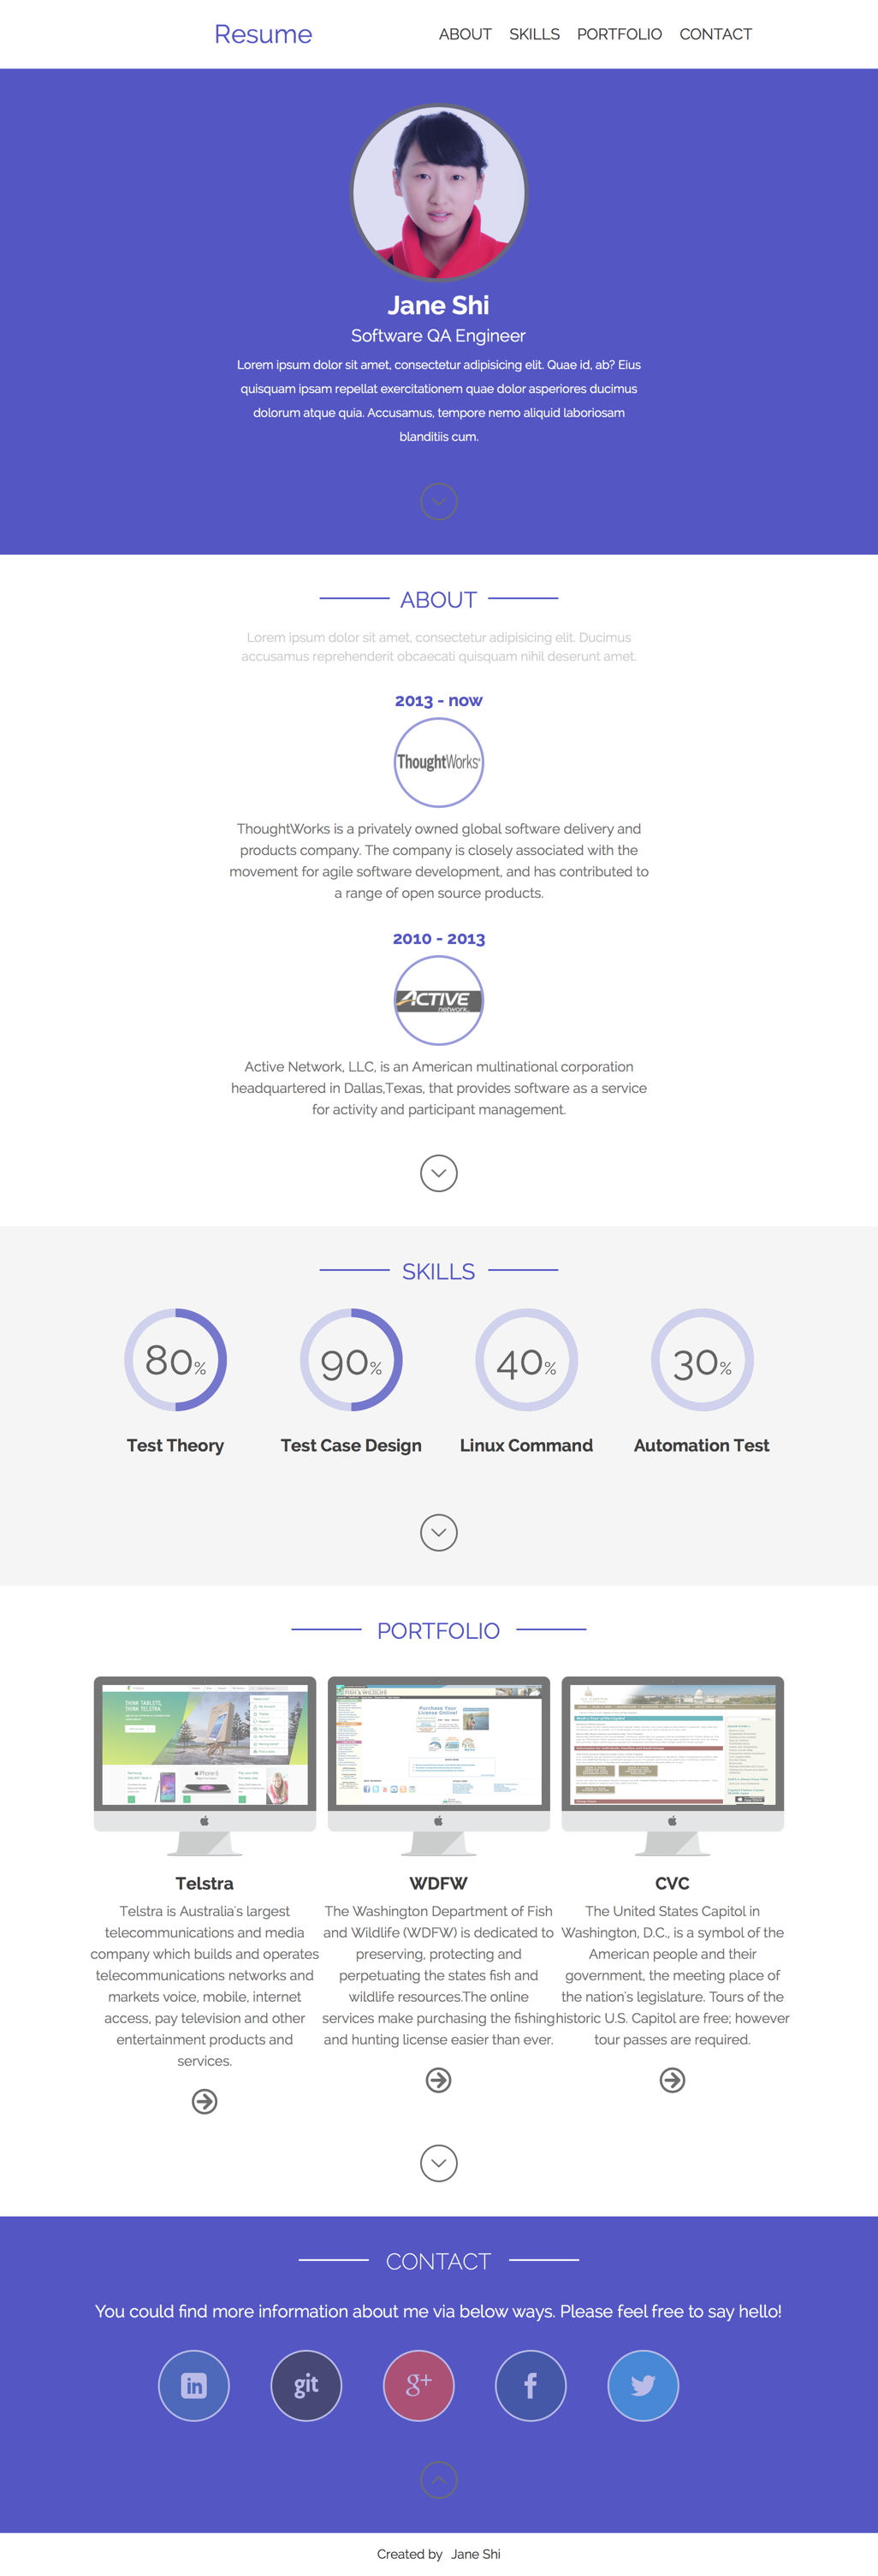 Resume
ABOUT SKILLS PORTFOLIO CONTACT
Jane Shi
Software QA Engineer
Lorem ipsum dolor sit amet, consectetur adipisicing elit. Quae id, ab? Eius
quisquam ipsam repellat exercitationem quae dolor asperiores ducimus
dolorum atque quia. Accusamus, tempore nemo aliquid laboriosam
blanditiis cum.
ABOUT
Lorem ipsum dolor sit amet, consectetur adipisicing elit. Ducimus
accusamus reprehenderit obcaecati quisquam nihil deserunt amet.
2013 - now
ThoughtWorks®
ThoughtWorks is a privately owned global software delivery and
products company. The company is closely associated with the
movement for agile software development, and has contributed to
a range of open source products.
2010 - 2013
ACTIVE
network
Active Network, LLC, is an American multinational corporation
headquartered in Dallas,Texas, that provides software as a service
for activity and participant management.
SKILLS
80%
90%
40%
30%
Test Theory
Test Case Design
Linux Command
Automation Test
PORTFOLIO
THINK TABLETS,
THINK TELSTRA
FISH & WILDLIFE
Purchase Your
License Online!
Telstra
Telstra is Australia's largest
telecommunications and media
company which builds and operates
telecommunications networks and
markets voice, mobile, internet
access, pay television and other
entertainment products and
services.
WDFW
The Washington Department of Fish
and Wildlife (WDFW) is dedicated to
preserving, protecting and
perpetuating the states fish and
wildlife resources.The online
services make purchasing the fishing
and hunting license easier than ever.
CVC
The United States Capitol in
Washington, D.C., is a symbol of the
American people and their
government, the meeting place of
the nation's legislature. Tours of the
historic U.S. Capitol are free; however
tour passes are required.
CONTACT
You could find more information about me via below ways. Please feel free to say hello!
in
git
g+
f
Created by Jane Shi